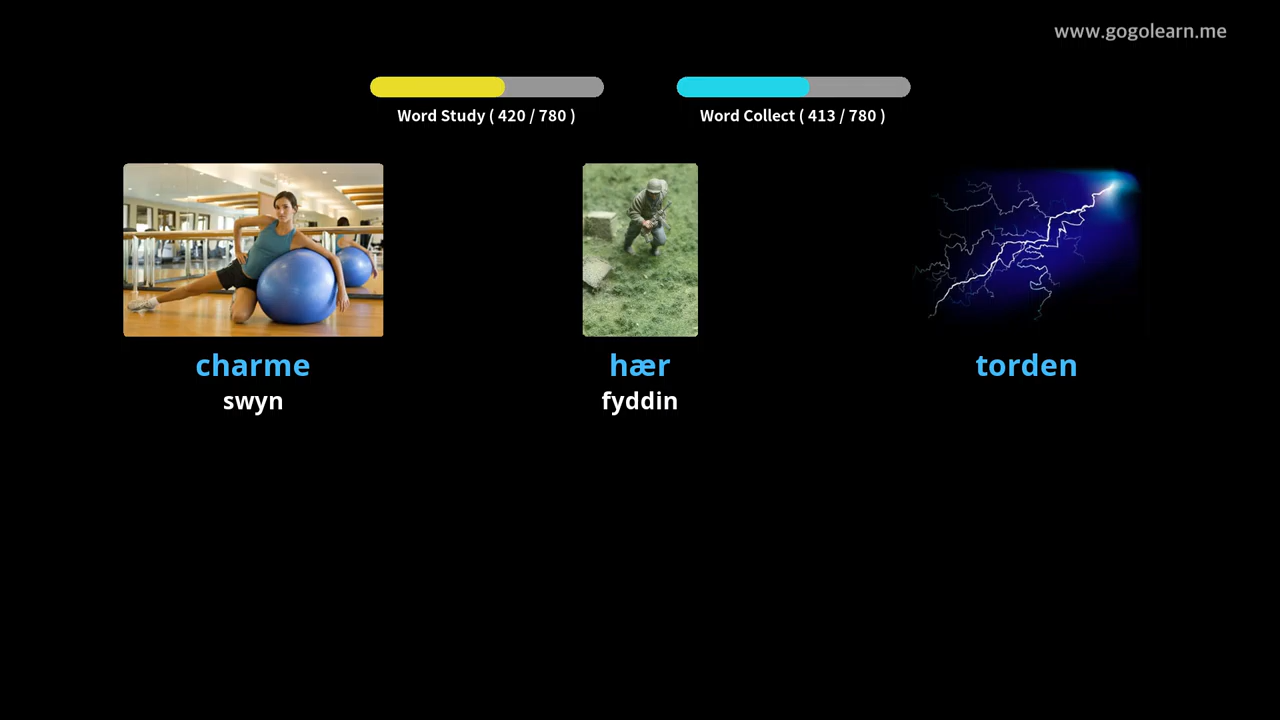 www.gogolearn.me
Word Study ( 420 / 780 )
Word Collect ( 413 / 780 )
charme
swyn
hær
fyddin
torden